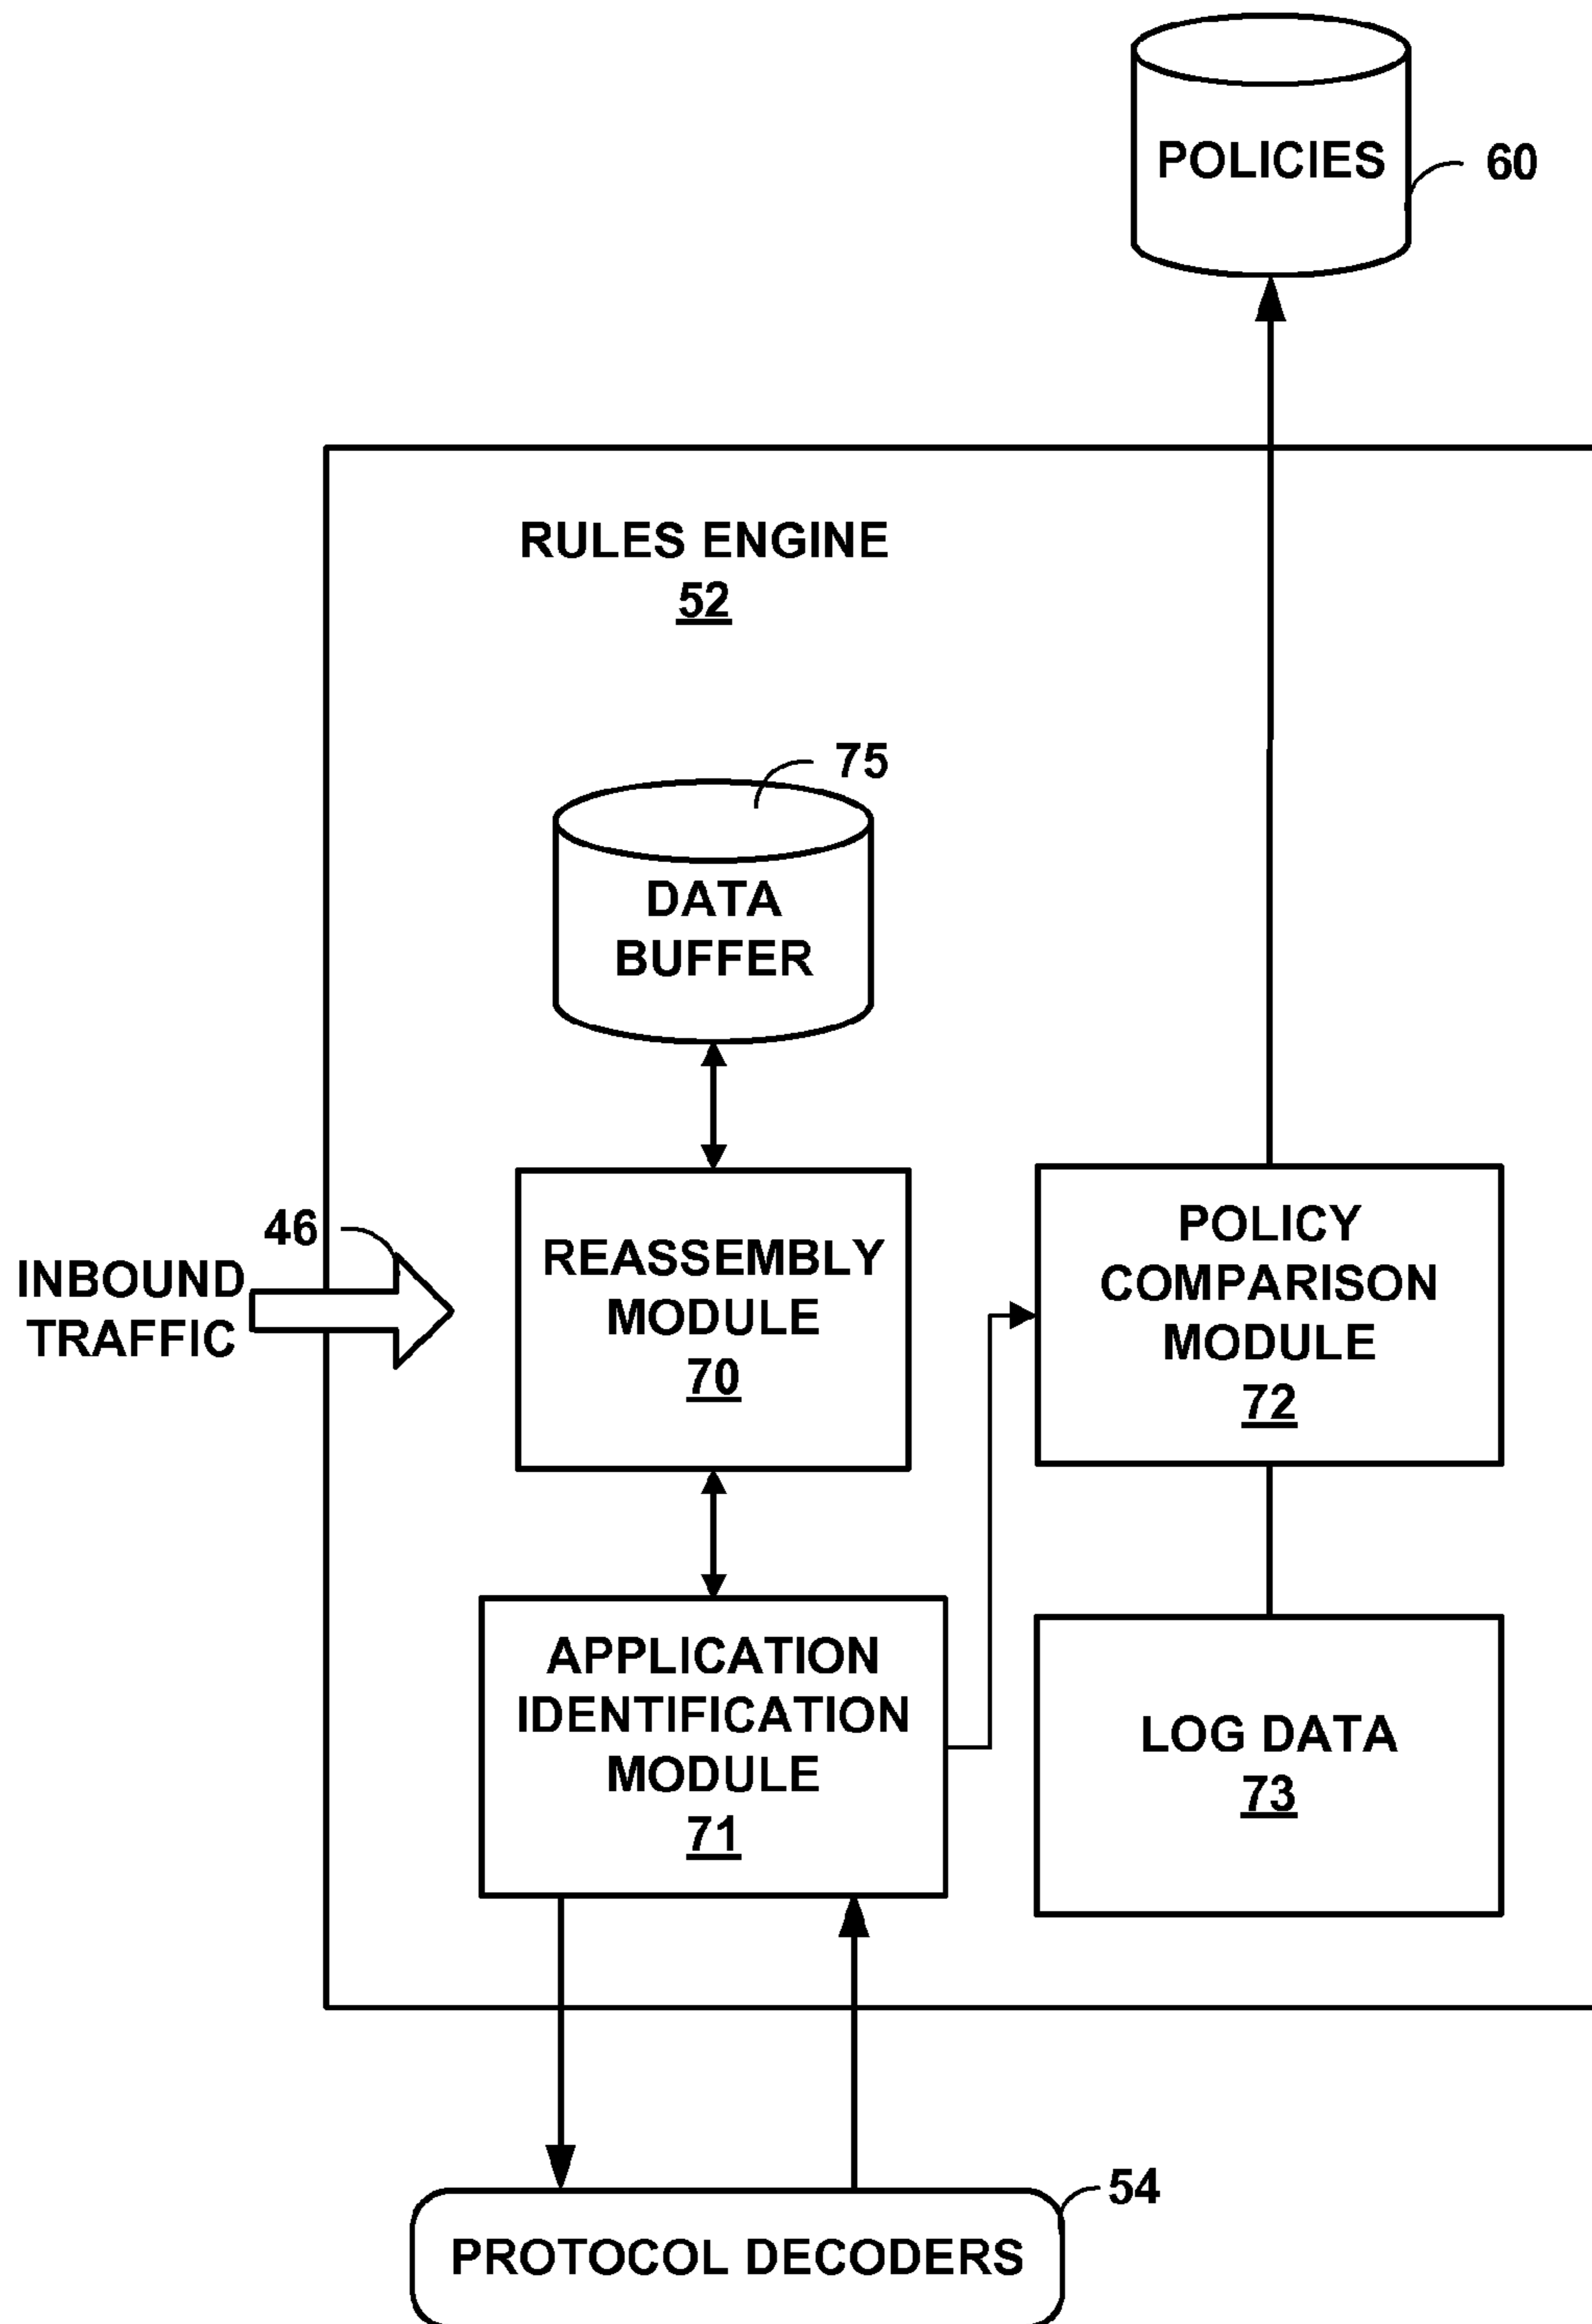 POLICIES
60
RULES ENGINE
52
75
DATA
BUFFER
46
INBOUND
TRAFFIC
REASSEMBLY
MODULE
70
POLICY
COMPARISON
MODULE
72
APPLICATION
IDENTIFICATION
MODULE
71
LOG DATA
73
54
PROTOCOL DECODERS